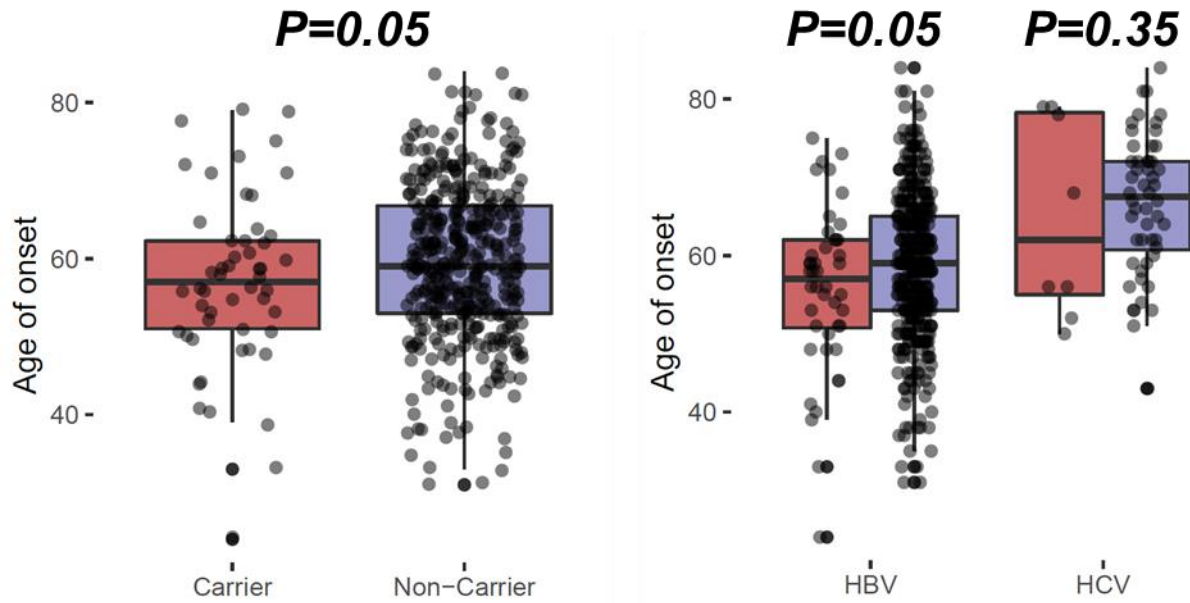 P=0.05
80
60
40
Age of onset
Carrier
Non-Carrier
P=0.05
P=0.35
80
60
40
Age of onset
HBV
HCV